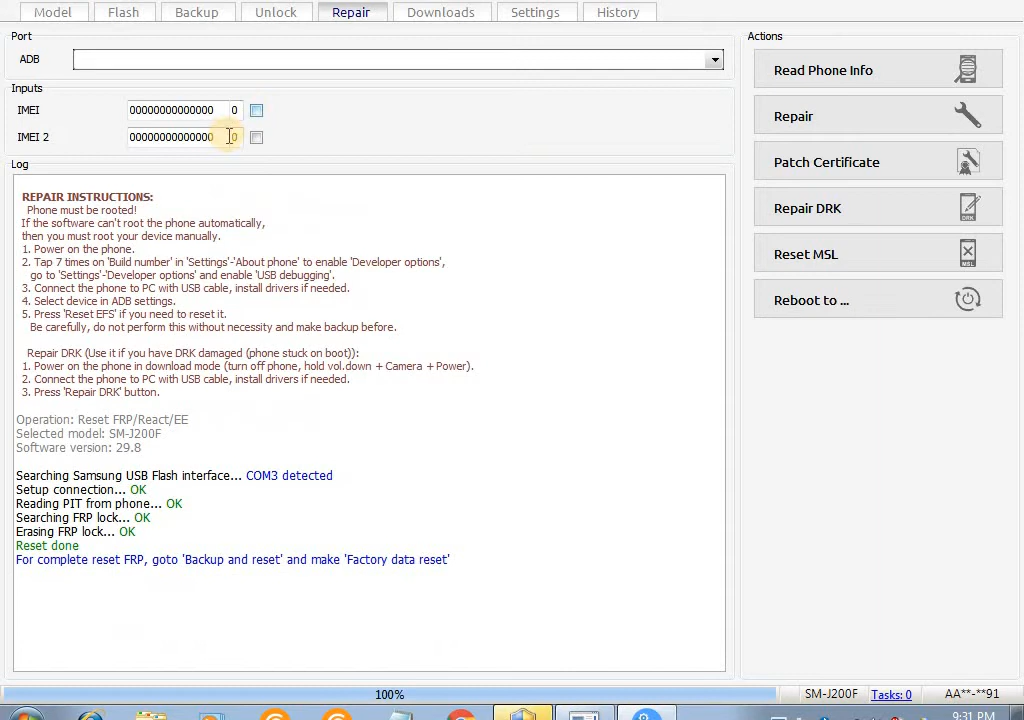 Model Flash Backup Unlock Repair Downloads Settings History
Port
ADB
Inputs
IMEI 00000000000000 0
IMEI 2 00000000000000 0
Log
REPAIR INSTRUCTIONS:
Phone must be rooted!
If the software can't root the phone automatically,
then you must root your device manually.
1. Power on the phone.
2. Tap 7 times on 'Build number' in 'Settings'-'About phone' to enable 'Developer options',
go to 'Settings'-Developer options' and enable 'USB debugging'.
3. Connect the phone to PC with USB cable, install drivers if needed.
4. Select device in ADB settings.
5. Press 'Reset EFS' if you need to reset it.
Be carefully, do not perform this without necessity and make backup before.
Repair DRK (Use it if you have DRK damaged (phone stuck on boot)):
1. Power on the phone in download mode (turn off phone, hold vol.down + Camera + Power).
2. Connect the phone to PC with USB cable, install drivers if needed.
3. Press 'Repair DRK' button.
Operation: Reset FRP/React/EE
Selected model: SM-J200F
Software version: 29.8
Searching Samsung USB Flash interface... COM3 detected
Setup connection... OK
Reading PIT from phone... OK
Searching FRP lock... OK
Erasing FRP lock... OK
Reset done
For complete reset FRP, goto 'Backup and reset' and make 'Factory data reset'
Actions
Read Phone Info
Repair
Patch Certificate
Repair DRK
DRK
Reset MSL
MSL
Reboot to ...
100% SM-J200F Tasks: 0 AA**-**91
9:31 PM